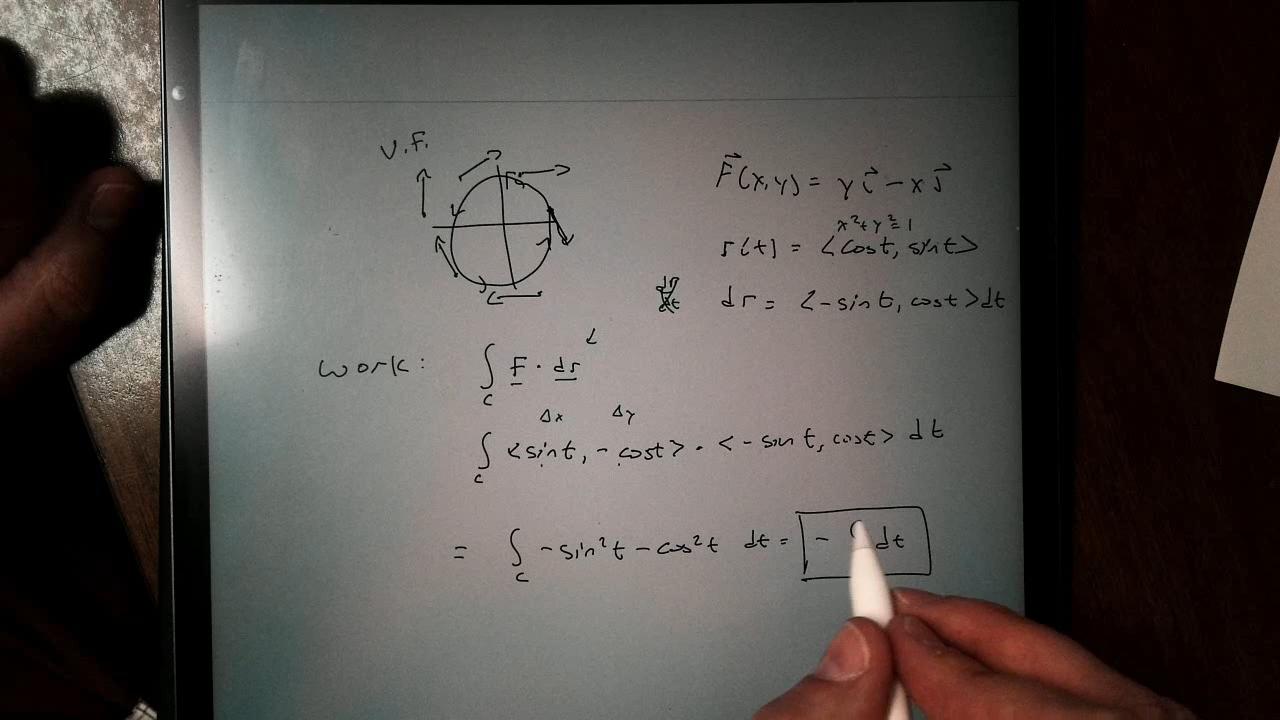 V.F.
F⃗(x,y) = y i⃗ − x j⃗
x²+y²=1
r(t) = <cost, sint>
dr = <-sint, cost>dt
work: ∫_C F · dr
Δx Δy
∫_C <sint, -cost> · <-sint, cost> dt
= ∫_C -sin²t - cos²t dt = - ∫ dt